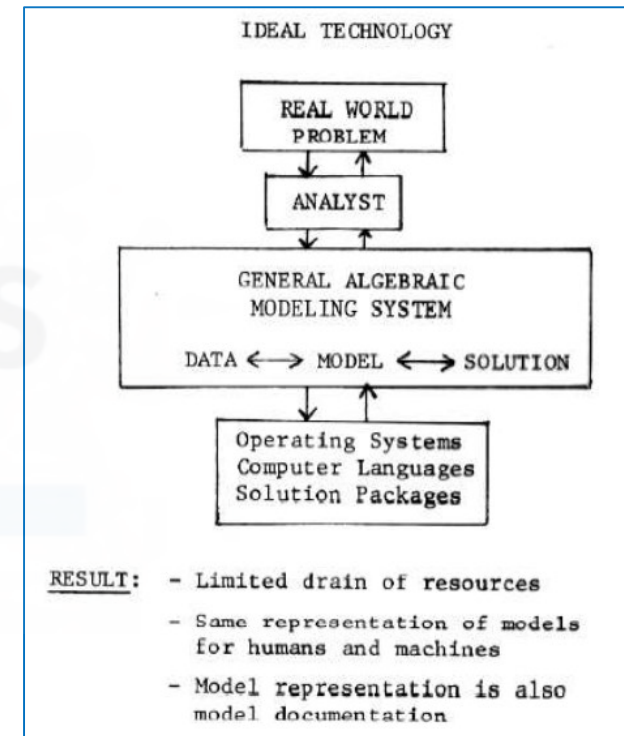 IDEAL TECHNOLOGY
REAL WORLD
PROBLEM
ANALYST
GENERAL ALGEBRAIC
MODELING SYSTEM
DATA <--> MODEL <--> SOLUTION
Operating Systems
Computer Languages
Solution Packages
RESULT: - Limited drain of resources
- Same representation of models
for humans and machines
- Model representation is also
model documentation